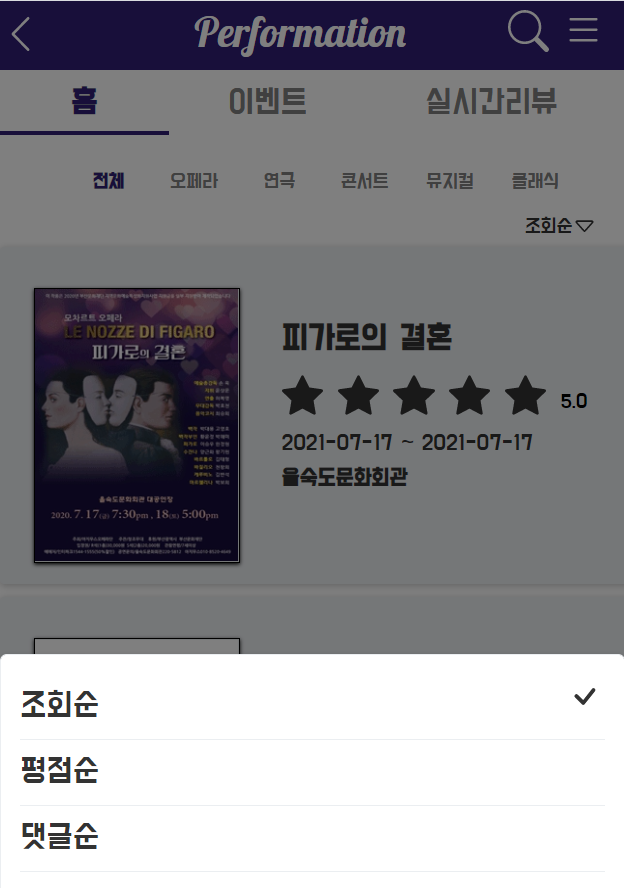 Performation
홈 이벤트 실시간리뷰
전체 오페라 연극 콘서트 뮤지컬 클래식
조회순
모차르트 오페라
LE NOZZE DI FIGARO
피가로의 결혼
을숙도문화회관 대공연장
2020. 7. 17(금) 7:30pm , 18(토) 5:00pm
피가로의 결혼
5.0
2021-07-17 ~ 2021-07-17
을숙도문화회관
조회순
평점순
댓글순